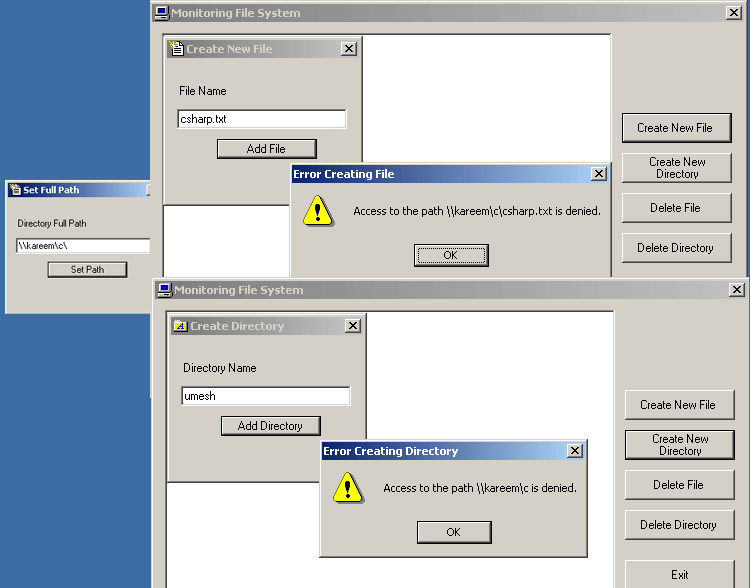 Monitoring File System
Create New File
File Name
csharp.txt
Add File
Create New File
Create New
Directory
Delete File
Delete Directory
Error Creating File
Access to the path \\kareem\c\csharp.txt is denied.
OK
Set Full Path
Directory Full Path
\\kareem\c\
Set Path
Monitoring File System
Create Directory
Directory Name
umesh
Add Directory
Create New File
Create New
Directory
Delete File
Delete Directory
Exit
Error Creating Directory
Access to the path \\kareem\c is denied.
OK